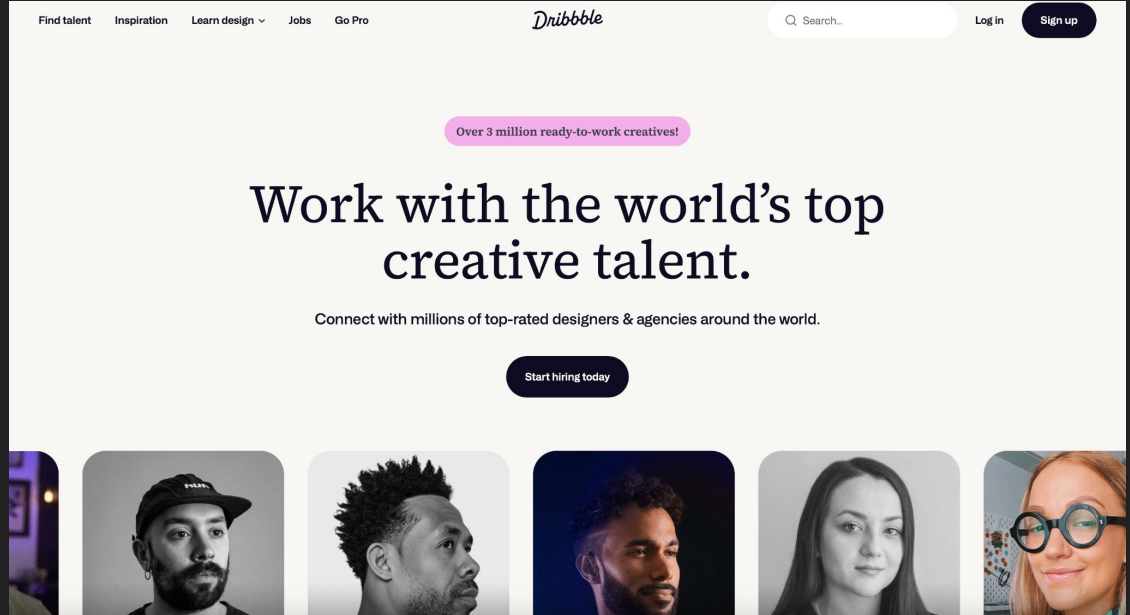 Find talent
Inspiration
Learn design
Jobs
Go Pro
Dribbble
Search...
Log in
Sign up
Over 3 million ready-to-work creatives!
Work with the world’s top
creative talent.
Connect with millions of top-rated designers & agencies around the world.
Start hiring today
HUF